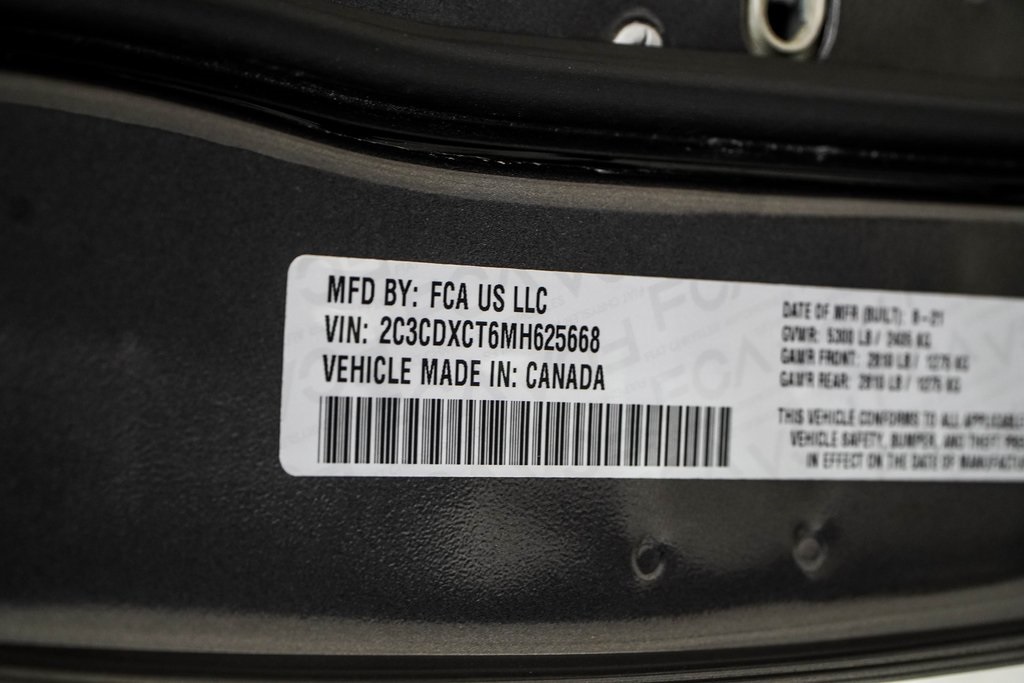 MFD BY: FCA US LLC
VIN: 2C3CDXCT6MH625668
VEHICLE MADE IN: CANADA
DATE OF MFR (BUILT): 8-21
GVWR: 5300 LB / 2405 KG
GAWR FRONT: 2810 LB / 1275 KG
GAWR REAR: 2810 LB / 1275 KG
THIS VEHICLE CONFORMS TO ALL APPLICABLE
VEHICLE SAFETY, BUMPER, AND THEFT
IN EFFECT ON THE DATE OF